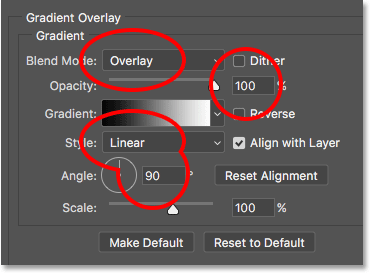 Gradient Overlay
Gradient
Blend Mode: Overlay Dither
Opacity: 100 %
Gradient: Reverse
Style: Linear Align with Layer
Angle: 90 ° Reset Alignment
Scale: 100 %
Make Default Reset to Default